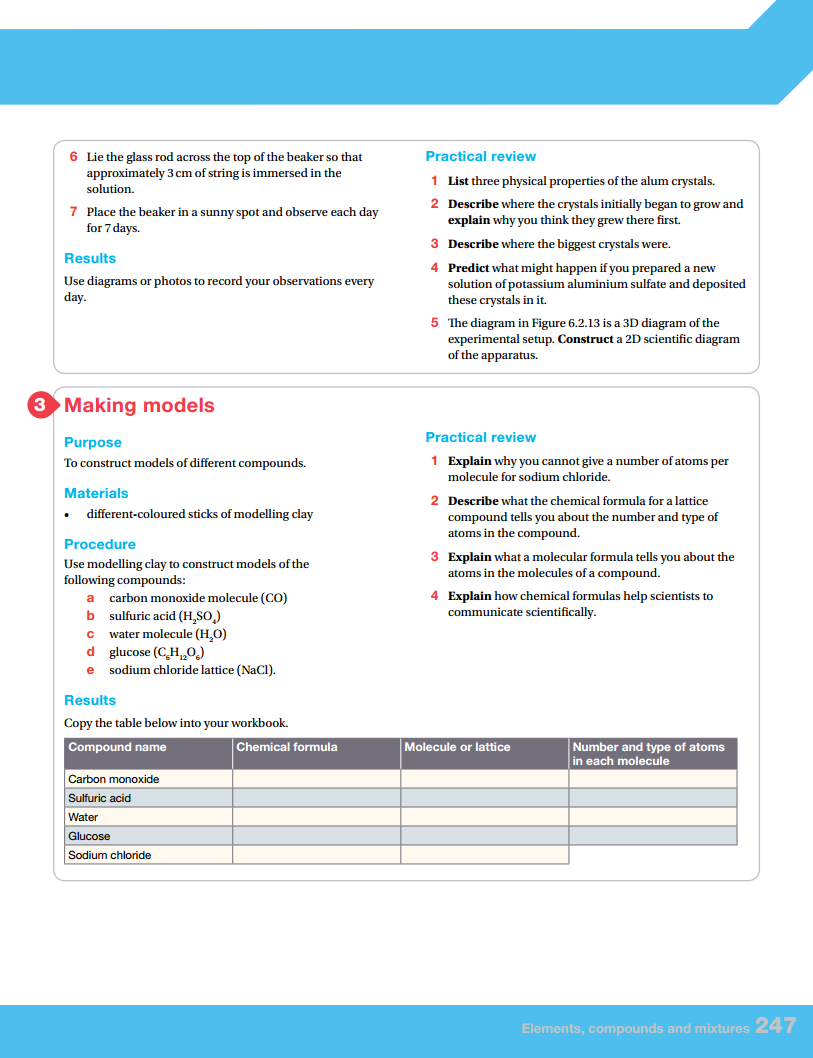 6 Lie the glass rod across the top of the beaker so that
approximately 3 cm of string is immersed in the
solution.
7 Place the beaker in a sunny spot and observe each day
for 7 days.
Results
Use diagrams or photos to record your observations every
day.
Practical review
1 List three physical properties of the alum crystals.
2 Describe where the crystals initially began to grow and
explain why you think they grew there first.
3 Describe where the biggest crystals were.
4 Predict what might happen if you prepared a new
solution of potassium aluminium sulfate and deposited
these crystals in it.
5 The diagram in Figure 6.2.13 is a 3D diagram of the
experimental setup. Construct a 2D scientific diagram
of the apparatus.
3 Making models
Purpose
To construct models of different compounds.
Materials
• different-coloured sticks of modelling clay
Procedure
Use modelling clay to construct models of the
following compounds:
a carbon monoxide molecule (CO)
b sulfuric acid (H₂SO₄)
c water molecule (H₂O)
d glucose (C₆H₁₂O₆)
e sodium chloride lattice (NaCl).
Practical review
1 Explain why you cannot give a number of atoms per
molecule for sodium chloride.
2 Describe what the chemical formula for a lattice
compound tells you about the number and type of
atoms in the compound.
3 Explain what a molecular formula tells you about the
atoms in the molecules of a compound.
4 Explain how chemical formulas help scientists to
communicate scientifically.
Results
Copy the table below into your workbook.
Compound name Chemical formula Molecule or lattice Number and type of atoms
in each molecule
Carbon monoxide
Sulfuric acid
Water
Glucose
Sodium chloride
Elements, compounds and mixtures 247